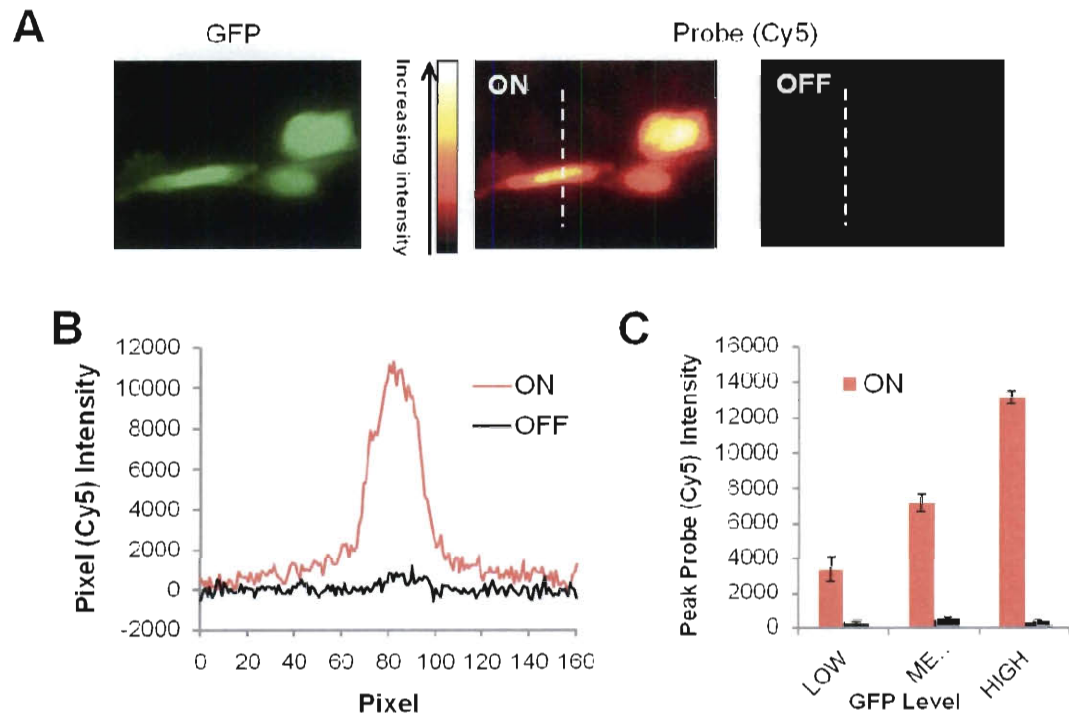 A
GFP
Probe (Cy5)
Increasing intensity
ON
OFF
B
Pixel (Cy5) Intensity
12000
10000
8000
6000
4000
2000
0
-2000
ON
OFF
0 20 40 60 80 100 120 140 160
Pixel
C
Peak Probe (Cy5) Intensity
16000
14000
12000
10000
8000
6000
4000
2000
0
ON
LOW
ME...
HIGH
GFP Level